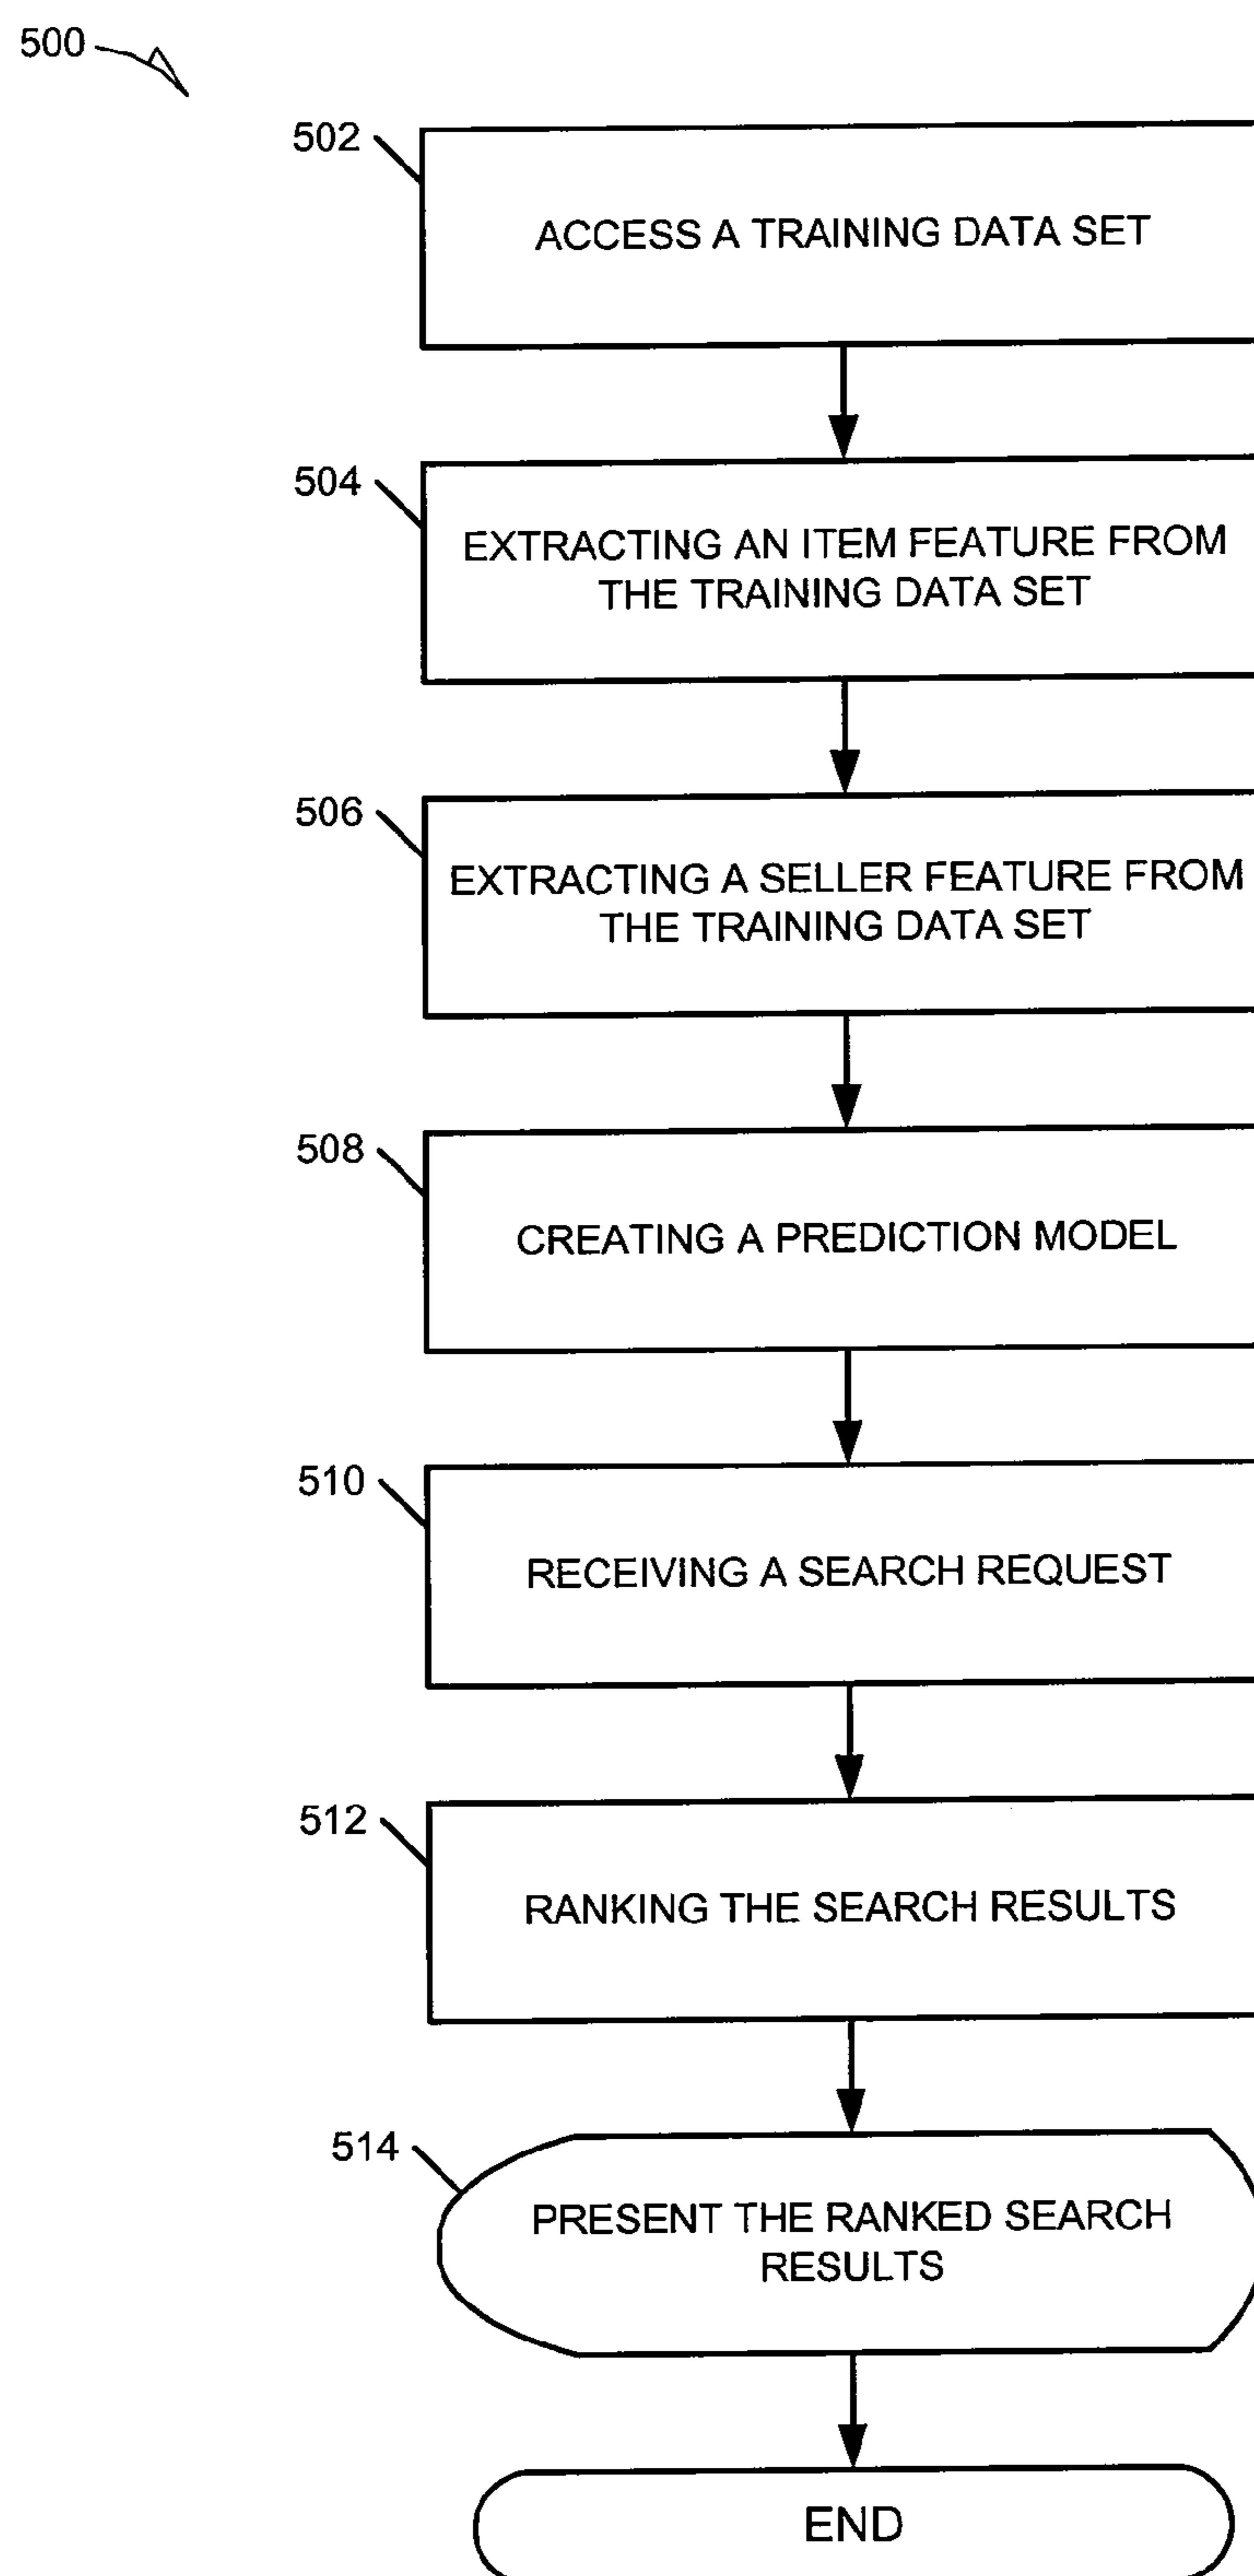 500
502
ACCESS A TRAINING DATA SET
504
EXTRACTING AN ITEM FEATURE FROM
THE TRAINING DATA SET
506
EXTRACTING A SELLER FEATURE FROM
THE TRAINING DATA SET
508
CREATING A PREDICTION MODEL
510
RECEIVING A SEARCH REQUEST
512
RANKING THE SEARCH RESULTS
514
PRESENT THE RANKED SEARCH
RESULTS
END